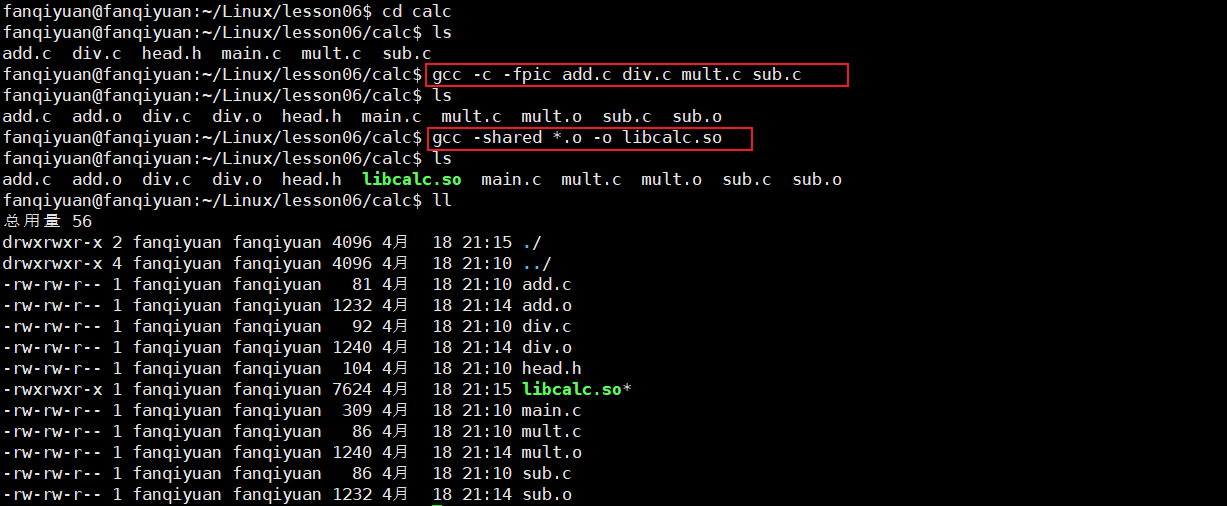 fanqiyuan@fanqiyuan:~/Linux/lesson06$ cd calc
fanqiyuan@fanqiyuan:~/Linux/lesson06/calc$ ls
add.c  div.c  head.h  main.c  mult.c  sub.c
fanqiyuan@fanqiyuan:~/Linux/lesson06/calc$ gcc -c -fpic add.c div.c mult.c sub.c
fanqiyuan@fanqiyuan:~/Linux/lesson06/calc$ ls
add.c  add.o  div.c  div.o  head.h  main.c  mult.c  mult.o  sub.c  sub.o
fanqiyuan@fanqiyuan:~/Linux/lesson06/calc$ gcc -shared *.o -o libcalc.so
fanqiyuan@fanqiyuan:~/Linux/lesson06/calc$ ls
add.c  add.o  div.c  div.o  head.h  libcalc.so  main.c  mult.c  mult.o  sub.c  sub.o
fanqiyuan@fanqiyuan:~/Linux/lesson06/calc$ ll
总用量 56
drwxrwxr-x 2 fanqiyuan fanqiyuan 4096 4月  18 21:15 ./
drwxrwxr-x 4 fanqiyuan fanqiyuan 4096 4月  18 21:10 ../
-rw-rw-r-- 1 fanqiyuan fanqiyuan   81 4月  18 21:10 add.c
-rw-rw-r-- 1 fanqiyuan fanqiyuan 1232 4月  18 21:14 add.o
-rw-rw-r-- 1 fanqiyuan fanqiyuan   92 4月  18 21:10 div.c
-rw-rw-r-- 1 fanqiyuan fanqiyuan 1240 4月  18 21:14 div.o
-rw-rw-r-- 1 fanqiyuan fanqiyuan  104 4月  18 21:10 head.h
-rwxrwxr-x 1 fanqiyuan fanqiyuan 7624 4月  18 21:15 libcalc.so*
-rw-rw-r-- 1 fanqiyuan fanqiyuan  309 4月  18 21:10 main.c
-rw-rw-r-- 1 fanqiyuan fanqiyuan   86 4月  18 21:10 mult.c
-rw-rw-r-- 1 fanqiyuan fanqiyuan 1240 4月  18 21:14 mult.o
-rw-rw-r-- 1 fanqiyuan fanqiyuan   86 4月  18 21:10 sub.c
-rw-rw-r-- 1 fanqiyuan fanqiyuan 1232 4月  18 21:14 sub.o